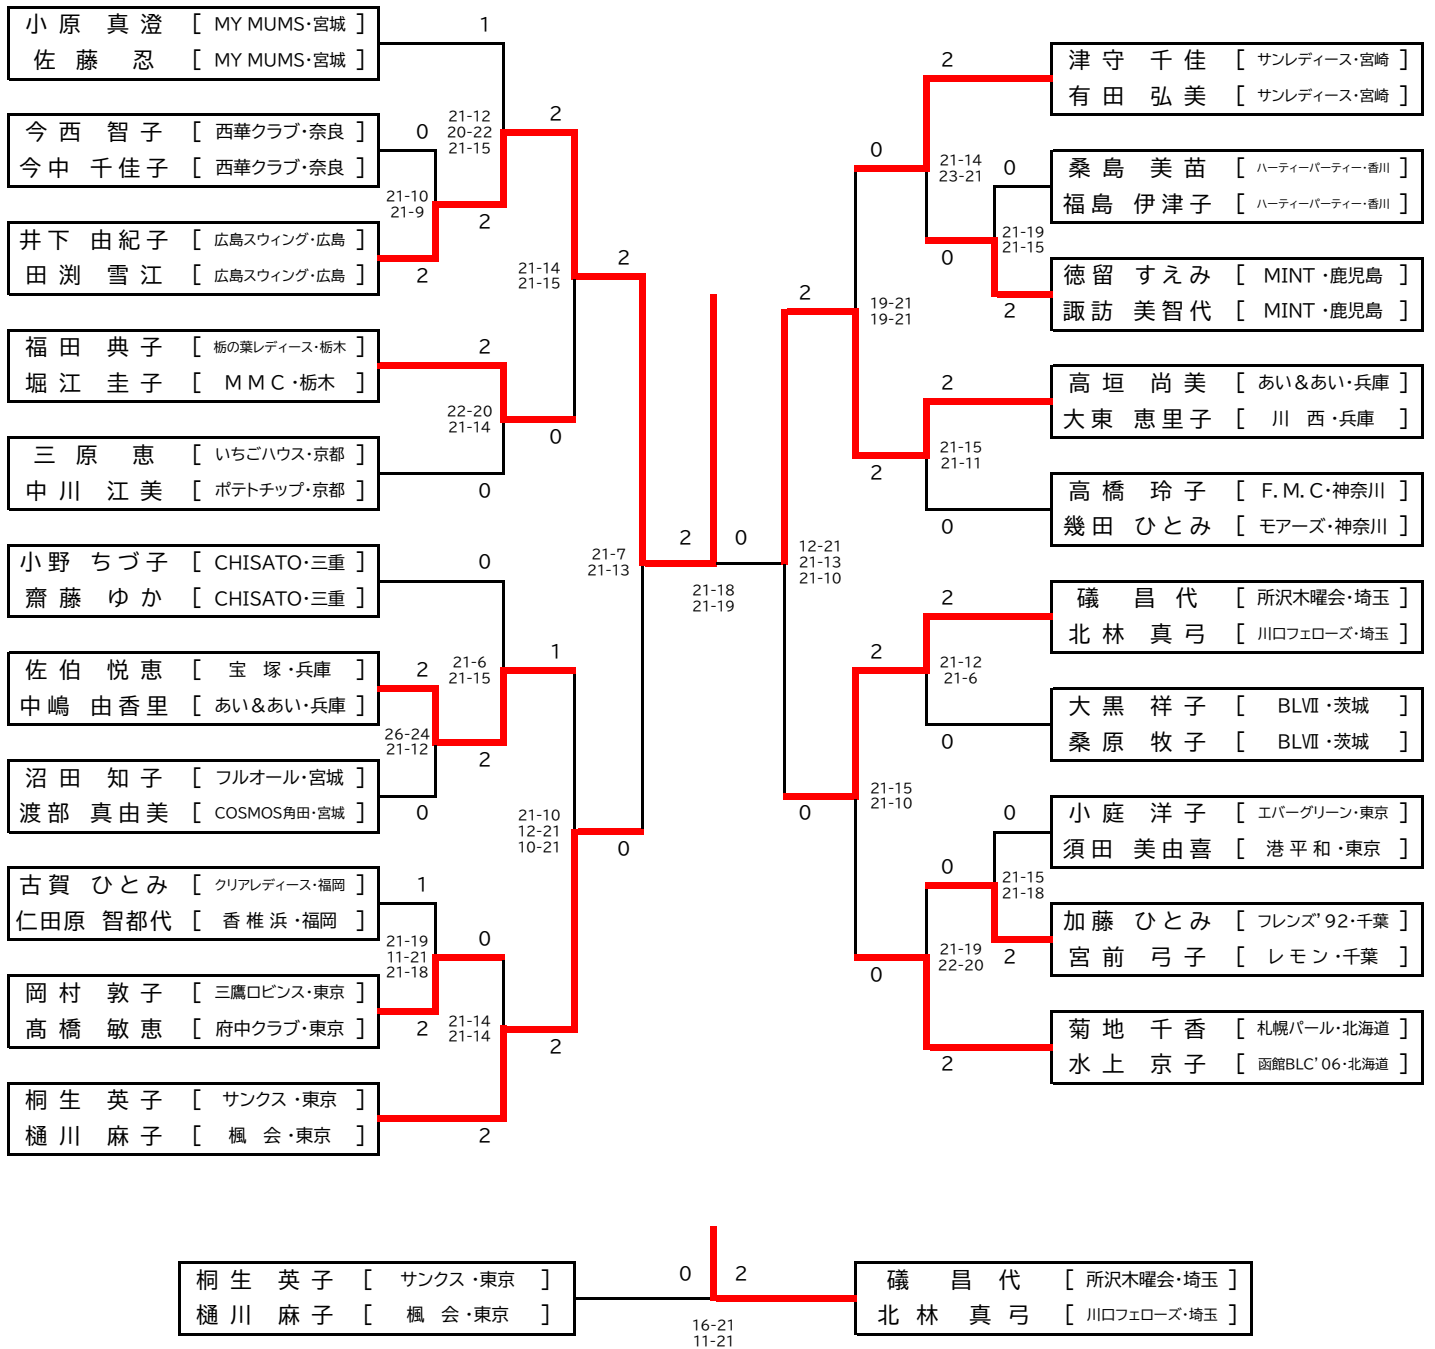 小原 真澄 [ MY MUMS・宮城 ]
佐藤 忍 [ MY MUMS・宮城 ]
今西 智子 [ 西華クラブ・奈良 ]
今中 千佳子 [ 西華クラブ・奈良 ]
井下 由紀子 [ 広島スウィング・広島 ]
田渕 雪江 [ 広島スウィング・広島 ]
福田 典子 [ 栃の葉レディース・栃木 ]
堀江 圭子 [ ＭＭＣ・栃木 ]
三原 恵 [ いちごハウス・京都 ]
中川 江美 [ ポテトチップ・京都 ]
小野 ちづ子 [ CHISATO・三重 ]
齋藤 ゆか [ CHISATO・三重 ]
佐伯 悦恵 [ 宝 塚・兵庫 ]
中嶋 由香里 [ あい＆あい・兵庫 ]
沼田 知子 [ フルオール・宮城 ]
渡部 真由美 [ COSMOS角田・宮城 ]
古賀 ひとみ [ クリアレディース・福岡 ]
仁田原 智都代 [ 香椎浜・福岡 ]
岡村 敦子 [ 三鷹ロビンス・東京 ]
髙橋 敏恵 [ 府中クラブ・東京 ]
桐生 英子 [ サンクス・東京 ]
樋川 麻子 [ 楓 会・東京 ]
1
0
2
2
0
0
2
0
1
2
2
21-12
20-22
21-15
21-10
21-9
2
22-20
21-14
21-6
21-15
26-24
21-12
2
21-19
11-21
21-18
0
21-14
21-14
2
21-14
21-15
0
1
21-10
12-21
10-21
2
2
21-7
21-13
0
2
0
21-18
21-19
2
12-21
21-13
21-10
0
0
19-21
19-21
2
2
21-15
21-10
0
2
21-14
23-21
0
2
21-15
21-11
0
2
21-12
21-6
0
0
21-19
22-20
2
0
21-19
21-15
2
0
21-15
21-18
2
津守 千佳 [ サンレディース・宮崎 ]
有田 弘美 [ サンレディース・宮崎 ]
桑島 美苗 [ ハーティーパーティー・香川 ]
福島 伊津子 [ ハーティーパーティー・香川 ]
徳留 すえみ [ MINT・鹿児島 ]
諏訪 美智代 [ MINT・鹿児島 ]
高垣 尚美 [ あい＆あい・兵庫 ]
大東 恵里子 [ 川 西・兵庫 ]
高橋 玲子 [ F.M.C・神奈川 ]
幾田 ひとみ [ モアーズ・神奈川 ]
礒 昌代 [ 所沢木曜会・埼玉 ]
北林 真弓 [ 川口フェローズ・埼玉 ]
大黒 祥子 [ BLⅦ・茨城 ]
桑原 牧子 [ BLⅦ・茨城 ]
小庭 洋子 [ エバーグリーン・東京 ]
須田 美由喜 [ 港平和・東京 ]
加藤 ひとみ [ フレンズ’92・千葉 ]
宮前 弓子 [ レモン・千葉 ]
菊地 千香 [ 札幌パール・北海道 ]
水上 京子 [ 函館BLC’06・北海道 ]
桐生 英子 [ サンクス・東京 ]
樋川 麻子 [ 楓 会・東京 ]
0
2
16-21
11-21
礒 昌代 [ 所沢木曜会・埼玉 ]
北林 真弓 [ 川口フェローズ・埼玉 ]